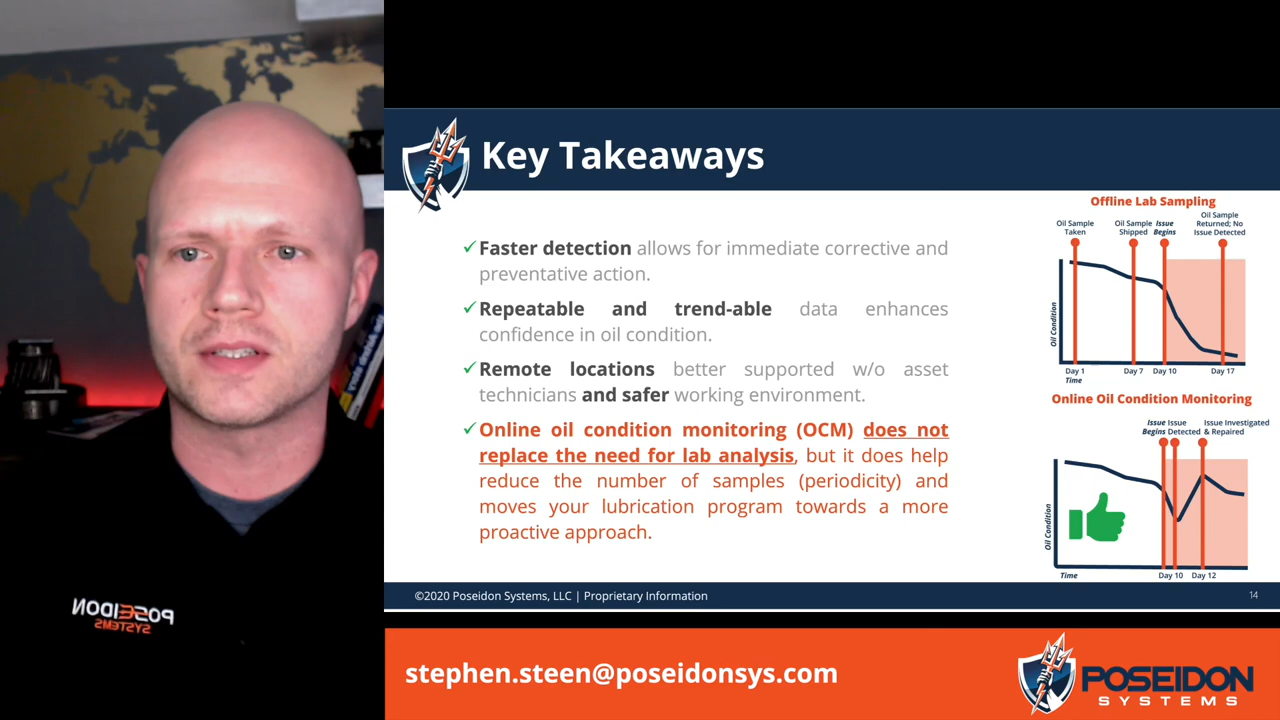 Key Takeaways
✓ Faster detection allows for immediate corrective and
preventative action.
✓ Repeatable and trend-able data enhances
confidence in oil condition.
✓ Remote locations better supported w/o asset
technicians and safer working environment.
✓ Online oil condition monitoring (OCM) does not
replace the need for lab analysis, but it does help
reduce the number of samples (periodicity) and
moves your lubrication program towards a more
proactive approach.
Offline Lab Sampling
Oil Sample
Taken
Oil Sample
Shipped
Issue
Begins
Oil Sample
Returned; No
Issue Detected
Oil Condition
Day 1
Day 7
Day 10
Day 17
Time
Online Oil Condition Monitoring
Issue
Begins
Issue
Detected
Issue Investigated
& Repaired
Oil Condition
Time
Day 10
Day 12
©2020 Poseidon Systems, LLC | Proprietary Information
14
POSEIDON
SYSTEMS
stephen.steen@poseidonsys.com
POSEIDON
SYSTEMS